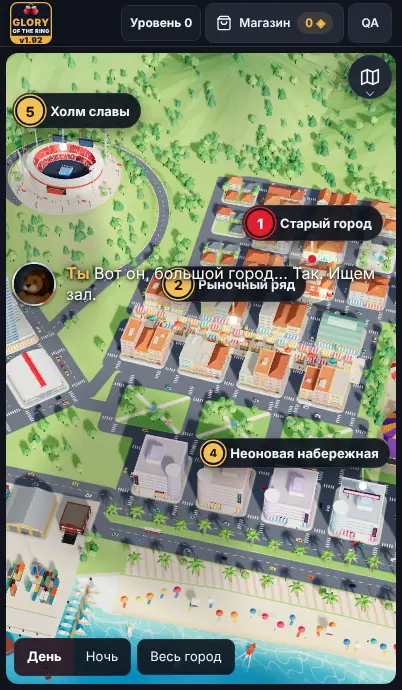 GLORY
OF THE RING
v1.92
Уровень 0
Магазин
0
QA
5
Холм славы
1
Старый город
Ты Вот он, большой город... Так. Ищем
зал.
2
Рыночный ряд
4
Неоновая набережная
День
Ночь
Весь город